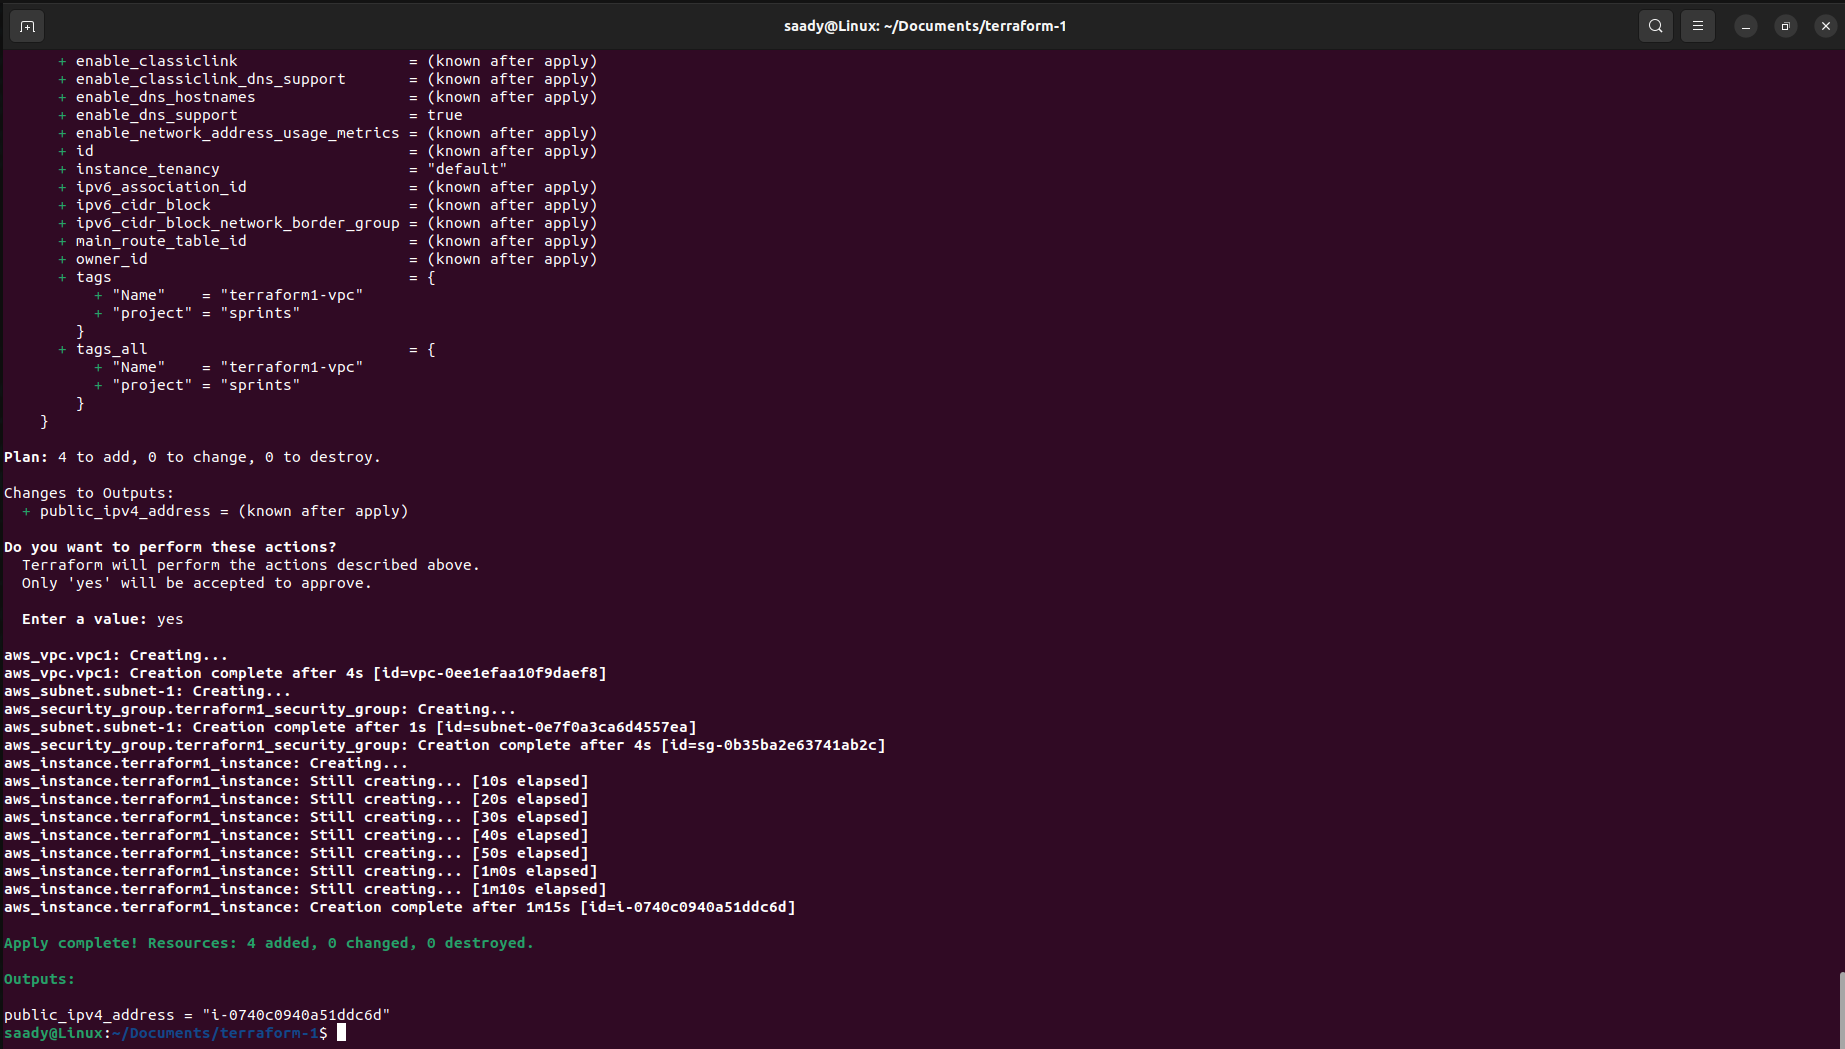 saady@Linux: ~/Documents/terraform-1
      + enable_classiclink                   = (known after apply)
      + enable_classiclink_dns_support       = (known after apply)
      + enable_dns_hostnames                 = (known after apply)
      + enable_dns_support                   = true
      + enable_network_address_usage_metrics = (known after apply)
      + id                                   = (known after apply)
      + instance_tenancy                     = "default"
      + ipv6_association_id                  = (known after apply)
      + ipv6_cidr_block                      = (known after apply)
      + ipv6_cidr_block_network_border_group = (known after apply)
      + main_route_table_id                  = (known after apply)
      + owner_id                             = (known after apply)
      + tags                                 = {
          + "Name"    = "terraform1-vpc"
          + "project" = "sprints"
        }
      + tags_all                             = {
          + "Name"    = "terraform1-vpc"
          + "project" = "sprints"
        }
    }
Plan: 4 to add, 0 to change, 0 to destroy.
Changes to Outputs:
  + public_ipv4_address = (known after apply)
Do you want to perform these actions?
  Terraform will perform the actions described above.
  Only 'yes' will be accepted to approve.
  Enter a value: yes
aws_vpc.vpc1: Creating...
aws_vpc.vpc1: Creation complete after 4s [id=vpc-0ee1efaa10f9daef8]
aws_subnet.subnet-1: Creating...
aws_security_group.terraform1_security_group: Creating...
aws_subnet.subnet-1: Creation complete after 1s [id=subnet-0e7f0a3ca6d4557ea]
aws_security_group.terraform1_security_group: Creation complete after 4s [id=sg-0b35ba2e63741ab2c]
aws_instance.terraform1_instance: Creating...
aws_instance.terraform1_instance: Still creating... [10s elapsed]
aws_instance.terraform1_instance: Still creating... [20s elapsed]
aws_instance.terraform1_instance: Still creating... [30s elapsed]
aws_instance.terraform1_instance: Still creating... [40s elapsed]
aws_instance.terraform1_instance: Still creating... [50s elapsed]
aws_instance.terraform1_instance: Still creating... [1m0s elapsed]
aws_instance.terraform1_instance: Still creating... [1m10s elapsed]
aws_instance.terraform1_instance: Creation complete after 1m15s [id=i-0740c0940a51ddc6d]
Apply complete! Resources: 4 added, 0 changed, 0 destroyed.
Outputs:
public_ipv4_address = "i-0740c0940a51ddc6d"
saady@Linux:~/Documents/terraform-1$